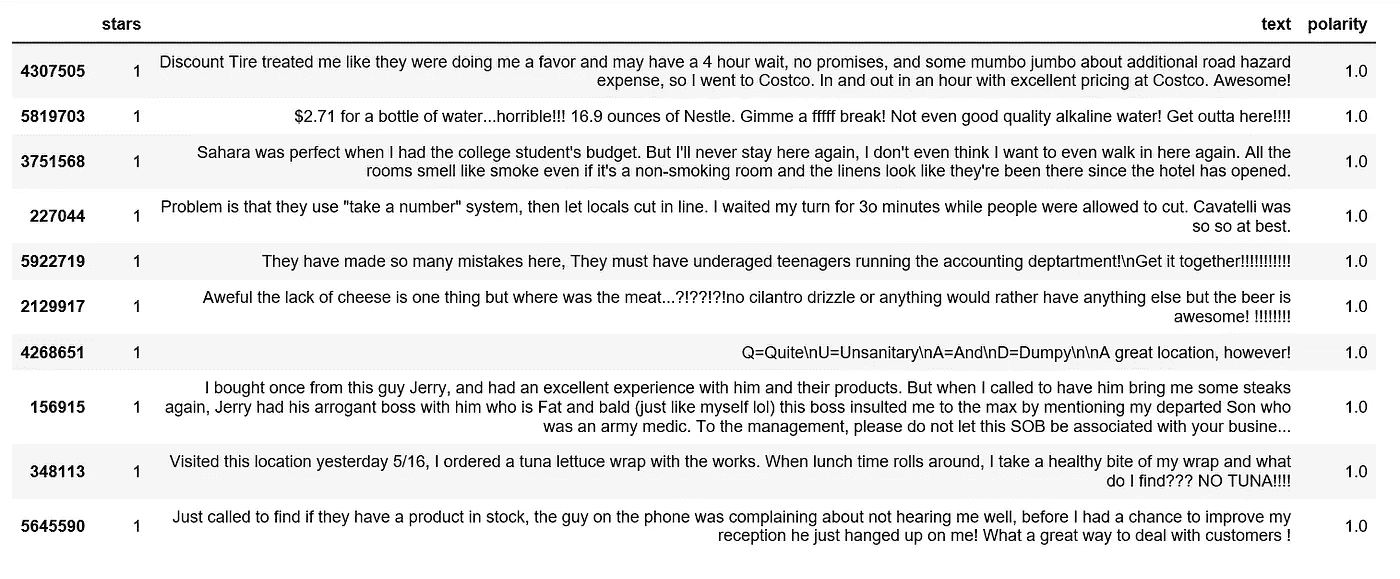 stars text polarity
4307505 1 Discount Tire treated me like they were doing me a favor and may have a 4 hour wait, no promises, and some mumbo jumbo about additional road hazard
expense, so I went to Costco. In and out in an hour with excellent pricing at Costco. Awesome! 1.0
5819703 1 $2.71 for a bottle of water...horrible!!! 16.9 ounces of Nestle. Gimme a fffff break! Not even good quality alkaline water! Get outta here!!!! 1.0
3751568 1 Sahara was perfect when I had the college student's budget. But I'll never stay here again, I don't even think I want to even walk in here again. All the
rooms smell like smoke even if it's a non-smoking room and the linens look like they're been there since the hotel has opened. 1.0
227044 1 Problem is that they use "take a number" system, then let locals cut in line. I waited my turn for 3o minutes while people were allowed to cut. Cavatelli was
so so at best. 1.0
5922719 1 They have made so many mistakes here, They must have underaged teenagers running the accounting deptartment!\nGet it together!!!!!!!!!!! 1.0
2129917 1 Aweful the lack of cheese is one thing but where was the meat...?!??!?!no cilantro drizzle or anything would rather have anything else but the beer is
awesome! !!!!!!!! 1.0
4268651 1 Q=Quite\nU=Unsanitary\nA=And\nD=Dumpy\n\nA great location, however! 1.0
156915 1 I bought once from this guy Jerry, and had an excellent experience with him and their products. But when I called to have him bring me some steaks
again, Jerry had his arrogant boss with him who is Fat and bald (just like myself lol) this boss insulted me to the max by mentioning my departed Son who
was an army medic. To the management, please do not let this SOB be associated with your busine... 1.0
348113 1 Visited this location yesterday 5/16, I ordered a tuna lettuce wrap with the works. When lunch time rolls around, I take a healthy bite of my wrap and what
do I find??? NO TUNA!!!! 1.0
5645590 1 Just called to find if they have a product in stock, the guy on the phone was complaining about not hearing me well, before I had a chance to improve my
reception he just hanged up on me! What a great way to deal with customers ! 1.0